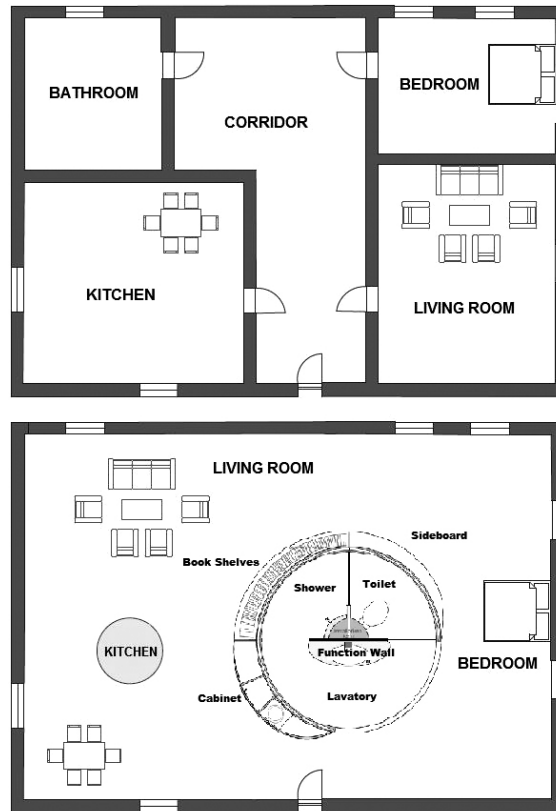 BATHROOM
CORRIDOR
BEDROOM
KITCHEN
LIVING ROOM
LIVING ROOM
Sideboard
Book Shelves
Shower
Toilet
KITCHEN
Function Wall
BEDROOM
Cabinet
Lavatory